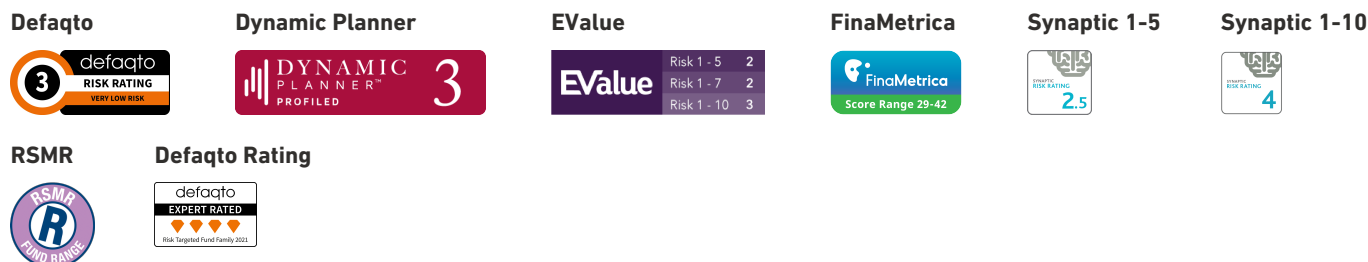 Defaqto
Dynamic Planner
EValue
FinaMetrica
Synaptic 1-5
Synaptic 1-10
3
defaqto
RISK RATING
VERY LOW RISK
DYNAMIC
PLANNER™
PROFILED
3
EValue
Risk 1 - 5 2
Risk 1 - 7 2
Risk 1 - 10 3
FinaMetrica
Score Range 29-42
SYNAPTIC
RISK RATING
2.5
SYNAPTIC
RISK RATING
4
RSMR
Defaqto Rating
RSMR
R
FUND RANGE
defaqto
EXPERT RATED
Risk Targeted Fund Family 2021